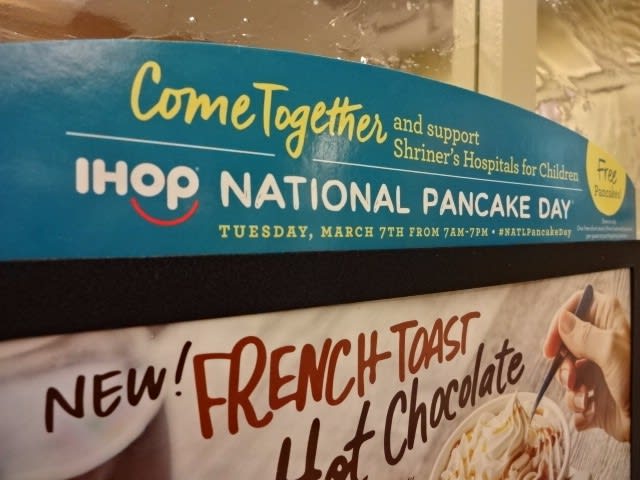 Come Together and support
Shriner's Hospitals for Children
IHOP NATIONAL PANCAKE DAY
TUESDAY, MARCH 7TH FROM 7AM-7PM • #NATLPancakeDay
Free
Pancakes!
NEW! FRENCH TOAST
Hot Chocolate